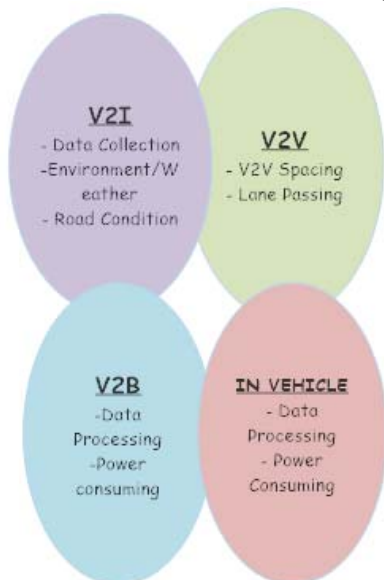 V2I
- Data Collection
-Environment/W
eather
- Road Condition
V2V
- V2V Spacing
- Lane Passing
V2B
-Data
Processing
-Power
consuming
IN VEHICLE
- Data
Processing
- Power
Consuming